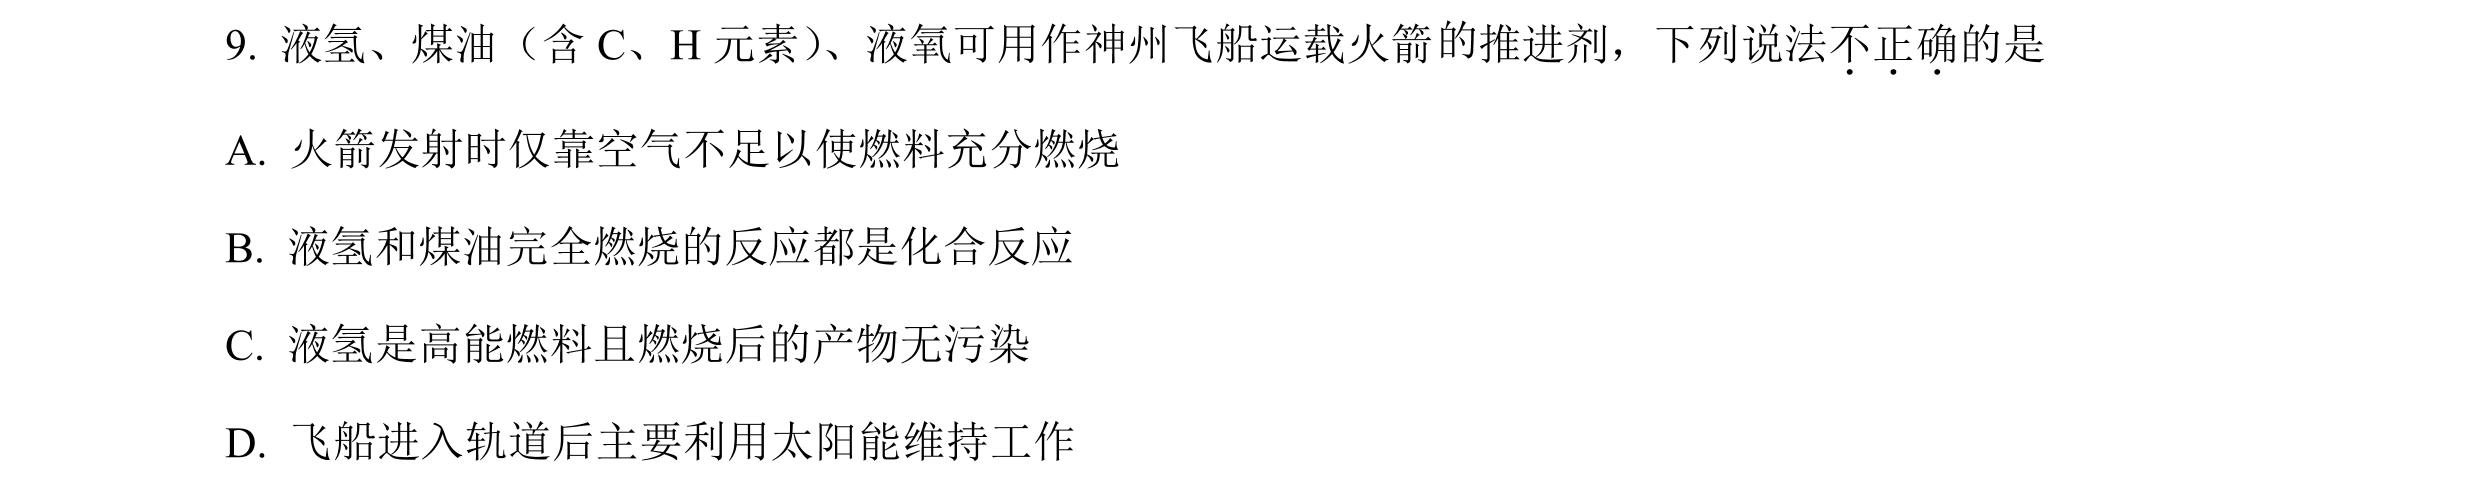 9. 液氢、煤油（含 C、H 元素）、液氧可用作神州飞船运载火箭的推进剂，下列说法不正确的是
A. 火箭发射时仅靠空气不足以使燃料充分燃烧
B. 液氢和煤油完全燃烧的反应都是化合反应
C. 液氢是高能燃料且燃烧后的产物无污染
D. 飞船进入轨道后主要利用太阳能维持工作